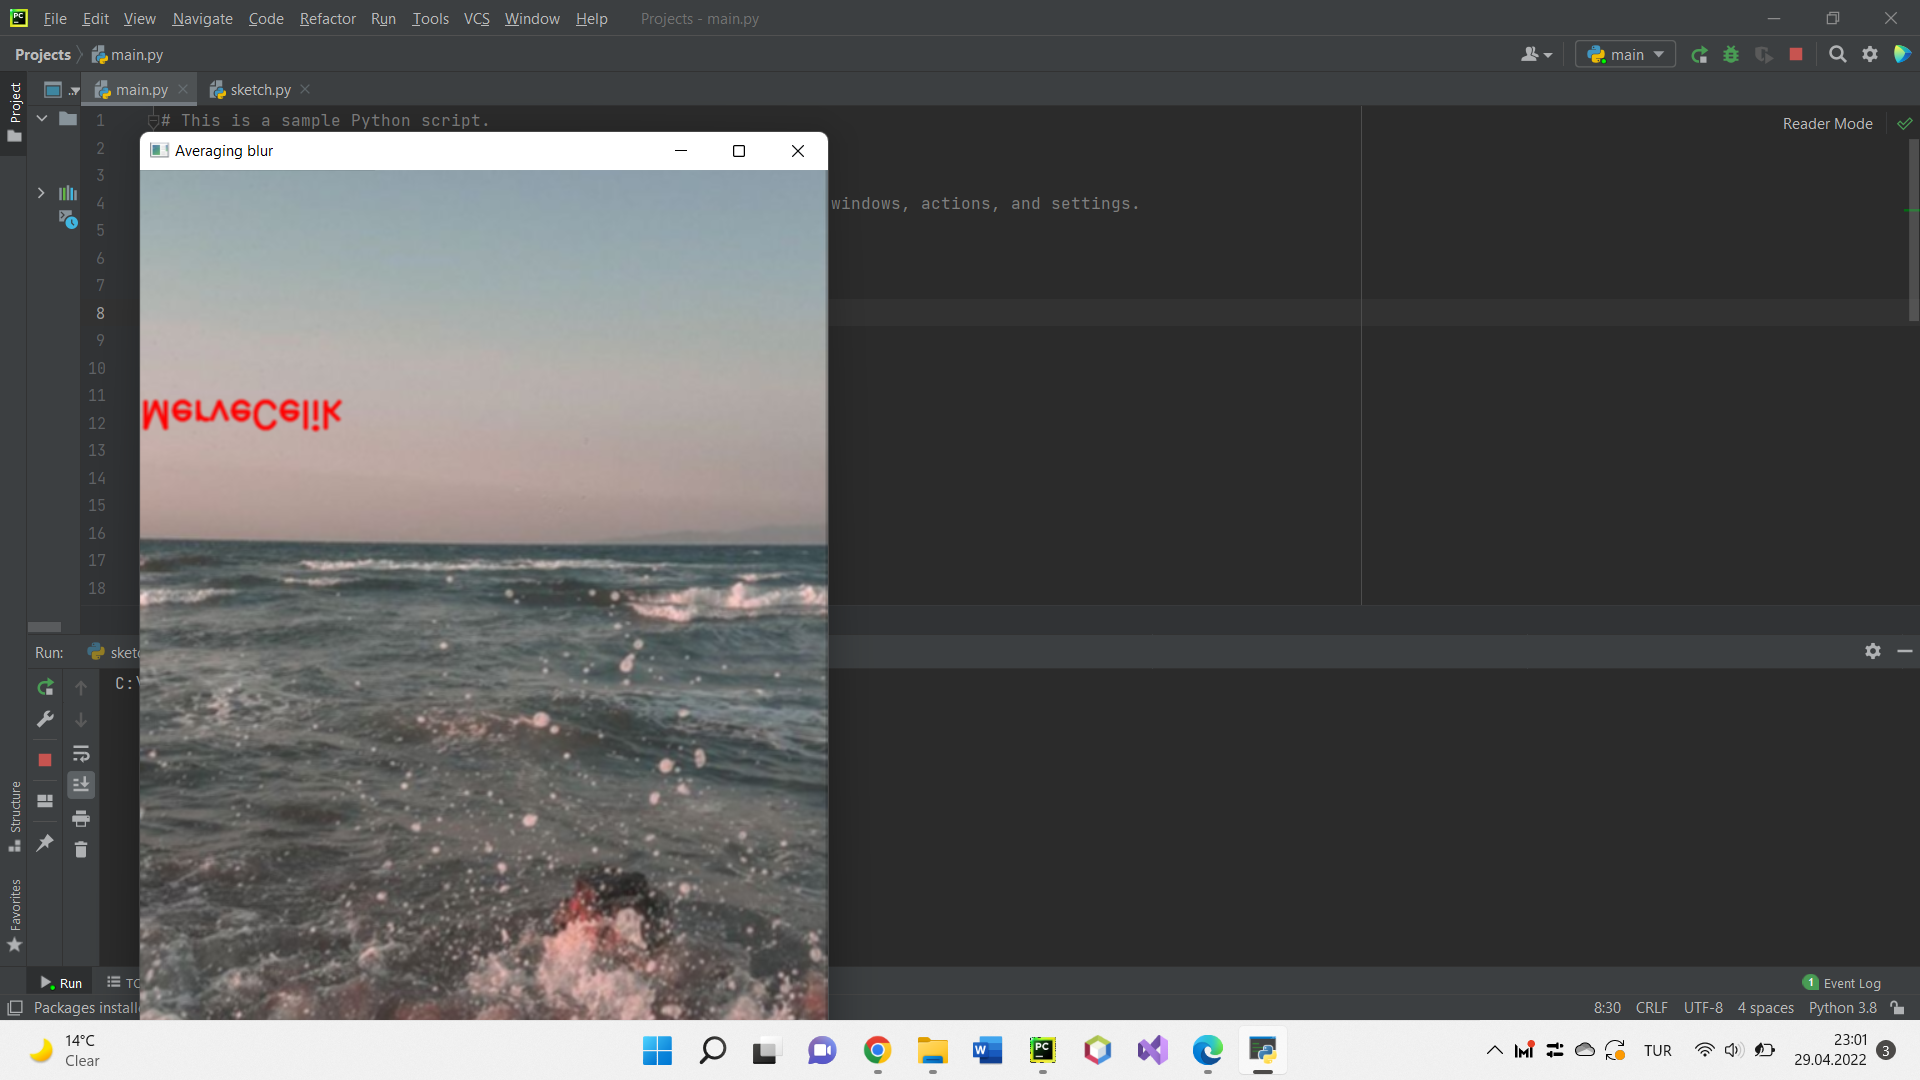 File Edit View Navigate Code Refactor Run Tools VCS Window Help Projects - main.py
Projects main.py main
Project main.py sketch.py
1 # This is a sample Python script.
Reader Mode
2
Averaging blur
3
4 windows, actions, and settings.
5
6
7
8
9
10
11
MerveCelik
12
13
14
15
16
17
18
Run:
C:\
Structure
Favorites
Run
1 Event Log
8:30 CRLF UTF-8 4 spaces Python 3.8
Packages
14°C
Clear
TUR
23:01
29.04.2022
3